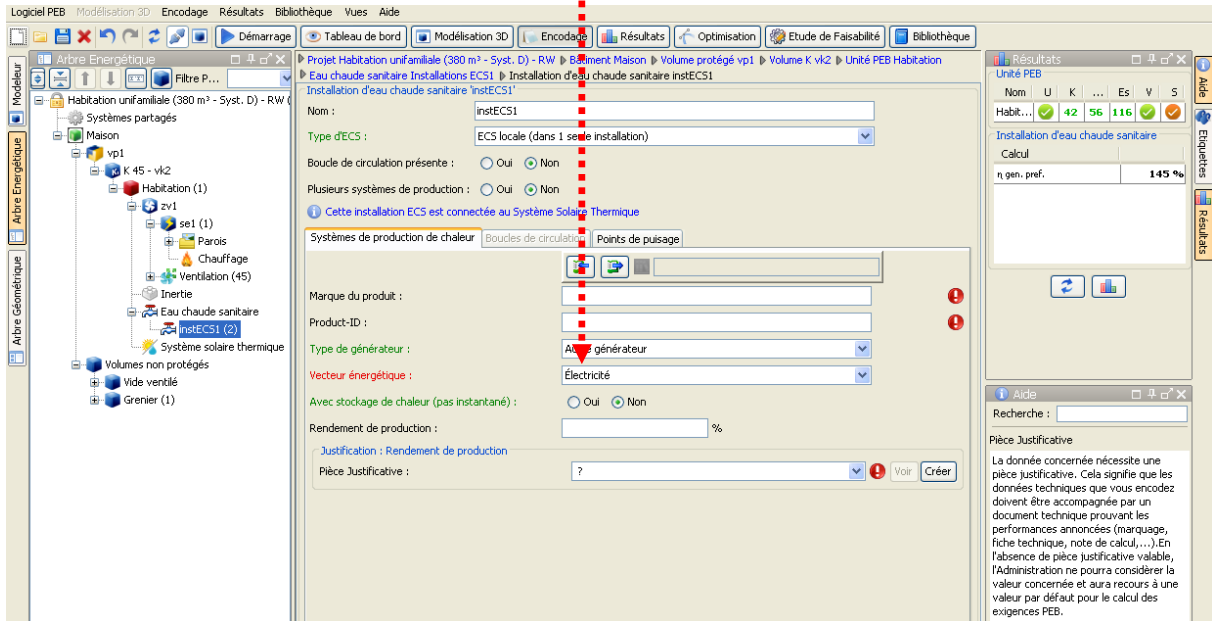 Logiciel PEB Modélisation 3D Encodage Résultats Bibliothèque Vues Aide
Démarrage Tableau de bord Modélisation 3D Encodage Résultats Optimisation Etude de Faisabilité Bibliothèque
Modeleur
Arbre Energétique
Arbre Géométrique
Arbre Energétique
Filtre P...
Habitation unifamiliale (380 m³ - Syst. D) - RW (
Systèmes partagés
Maison
vp1
K 45 - vk2
Habitation (1)
zv1
se1 (1)
Parois
Chauffage
Ventilation (45)
Inertie
Eau chaude sanitaire
instECS1 (2)
Système solaire thermique
Volumes non protégés
Vide ventilé
Grenier (1)
Projet Habitation unifamiliale (380 m³ - Syst. D) - RW Bâtiment Maison Volume protégé vp1 Volume K vk2 Unité PEB Habitation
Eau chaude sanitaire Installations ECS1 Installation d'eau chaude sanitaire instECS1
Installation d'eau chaude sanitaire 'instECS1'
Nom : instECS1
Type d'ECS : ECS locale (dans 1 seule installation)
Boucle de circulation présente : Oui Non
Plusieurs systèmes de production : Oui Non
Cette installation ECS est connectée au Système Solaire Thermique
Systèmes de production de chaleur Boucles de circulation Points de puisage
Marque du produit :
Product-ID :
Type de générateur : Autre générateur
Vecteur énergétique : Électricité
Avec stockage de chaleur (pas instantané) : Oui Non
Rendement de production : %
Justification : Rendement de production
Pièce Justificative : ? Voir Créer
Résultats
Unité PEB
Nom U K ... Es V S
Habit... 42 56 116
Installation d'eau chaude sanitaire
Calcul
η gen. pref. 145 %
Aide
Recherche :
Pièce Justificative
La donnée concernée nécessite une
pièce justificative. Cela signifie que les
données techniques que vous encodez
doivent être accompagnée par un
document technique prouvant les
performances annoncées (marquage,
fiche technique, note de calcul,...).En
l'absence de pièce justificative valable,
l'Administration ne pourra considérer la
valeur concernée et aura recours à une
valeur par défaut pour le calcul des
exigences PEB.
Aide
Etiquettes
Résultats